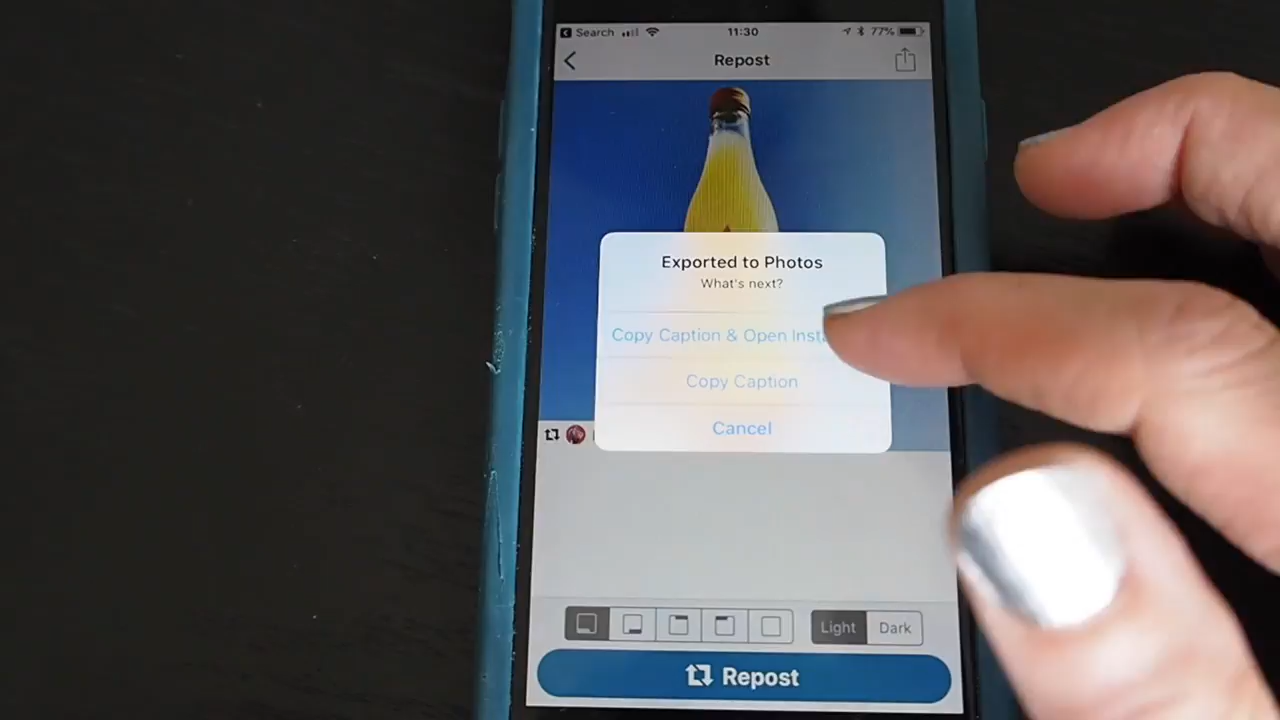 Search 11:30 77%
Repost
Exported to Photos
What's next?
Copy Caption & Open
Copy Caption
Cancel
Light Dark
Repost